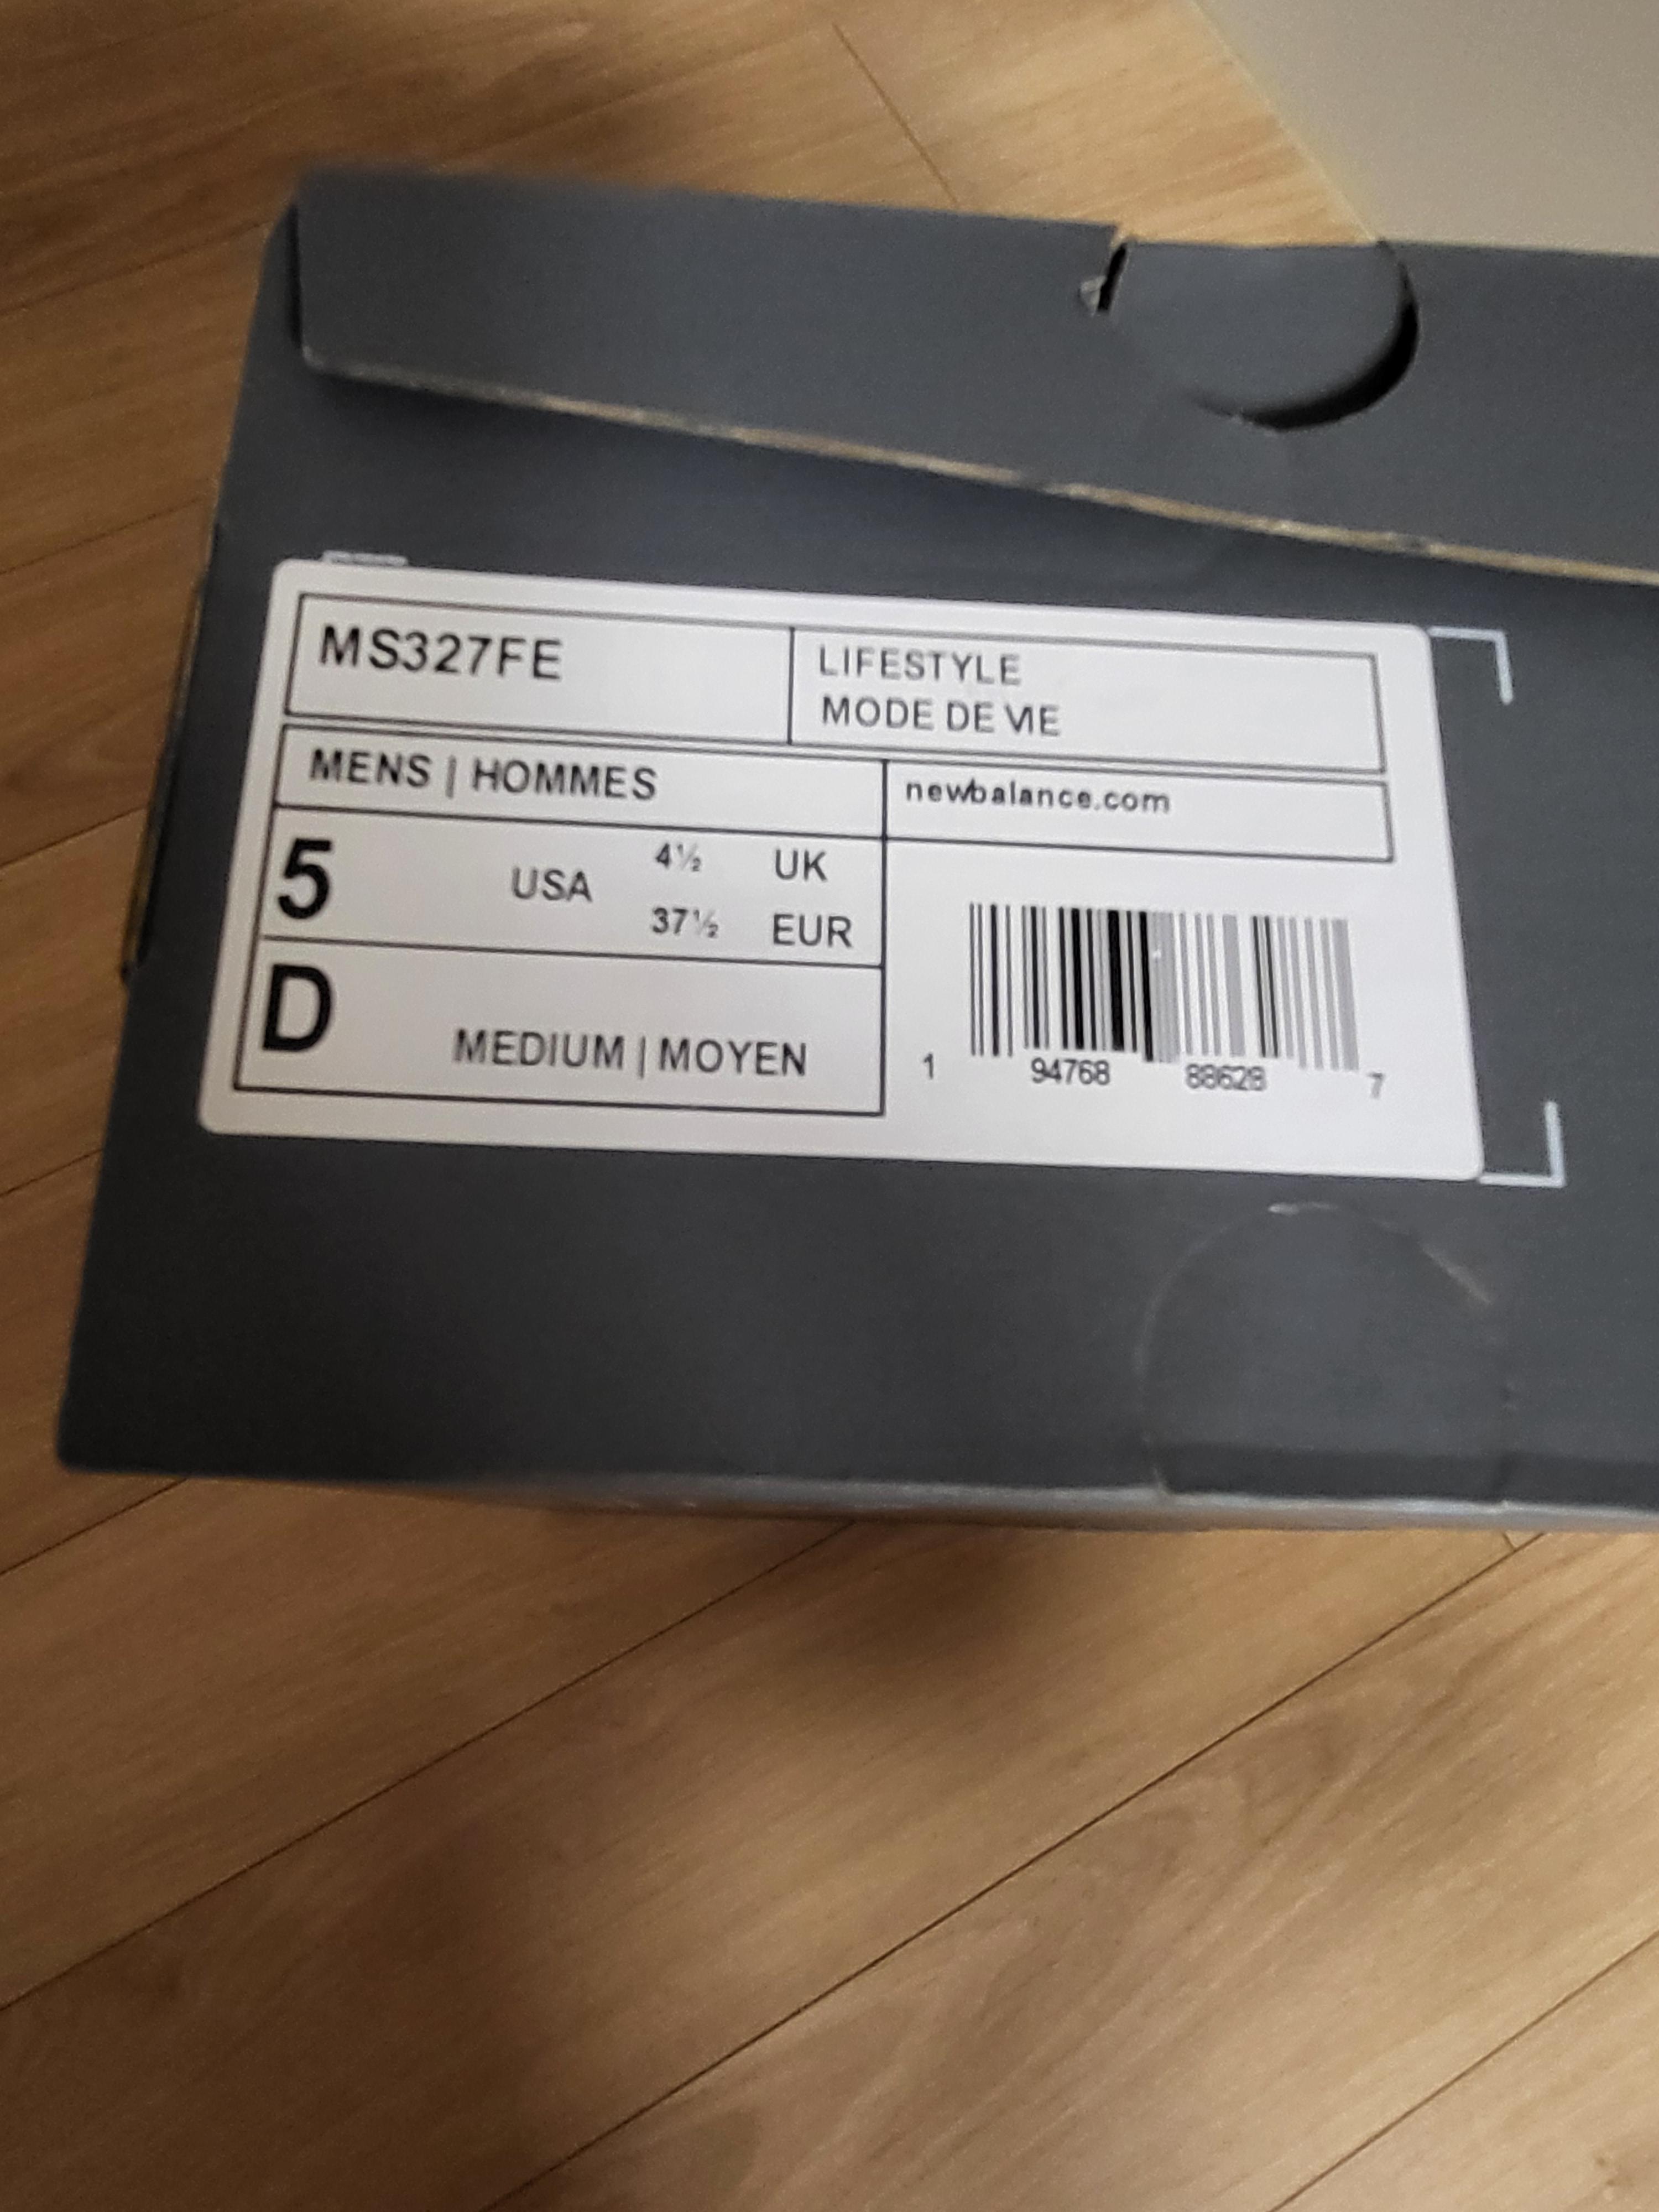 MS327FE
LIFESTYLE
MODE DE VIE
MENS | HOMMES
newbalance.com
5 USA 4½ UK
37½ EUR
D MEDIUM | MOYEN
1 94768 88628 7